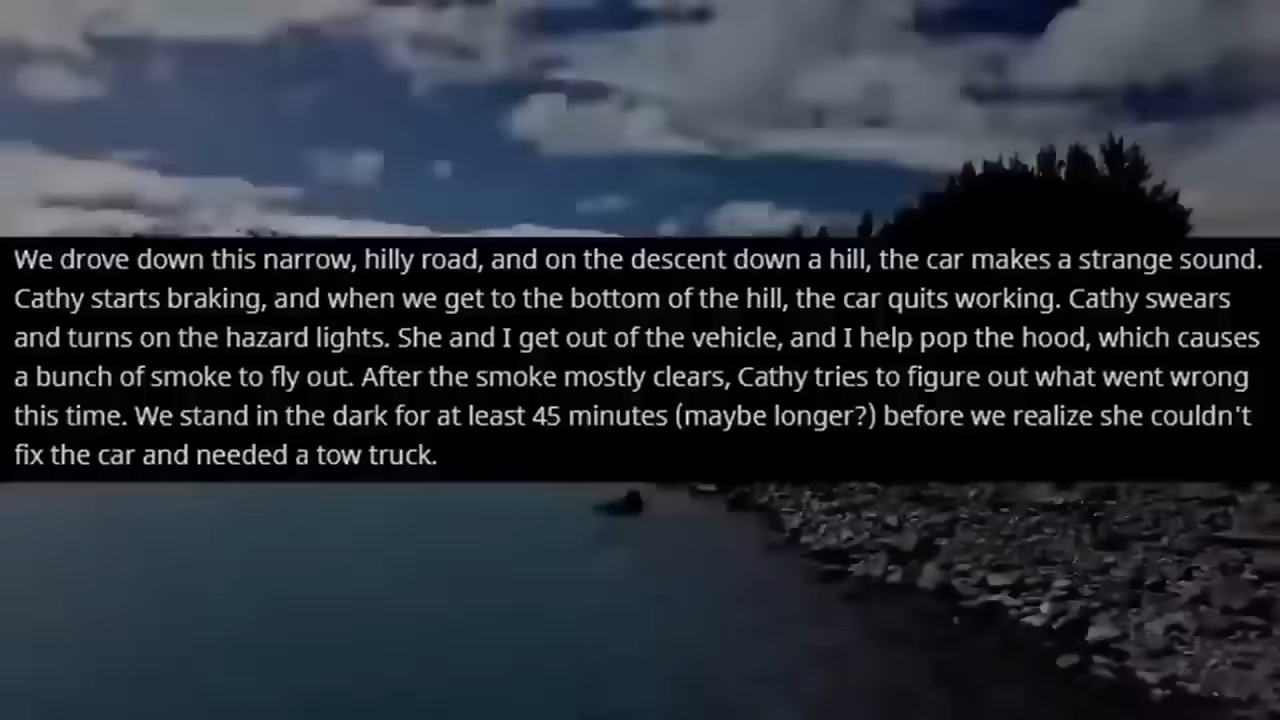 We drove down this narrow, hilly road, and on the descent down a hill, the car makes a strange sound.
Cathy starts braking, and when we get to the bottom of the hill, the car quits working. Cathy swears
and turns on the hazard lights. She and I get out of the vehicle, and I help pop the hood, which causes
a bunch of smoke to fly out. After the smoke mostly clears, Cathy tries to figure out what went wrong
this time. We stand in the dark for at least 45 minutes (maybe longer?) before we realize she couldn't
fix the car and needed a tow truck.